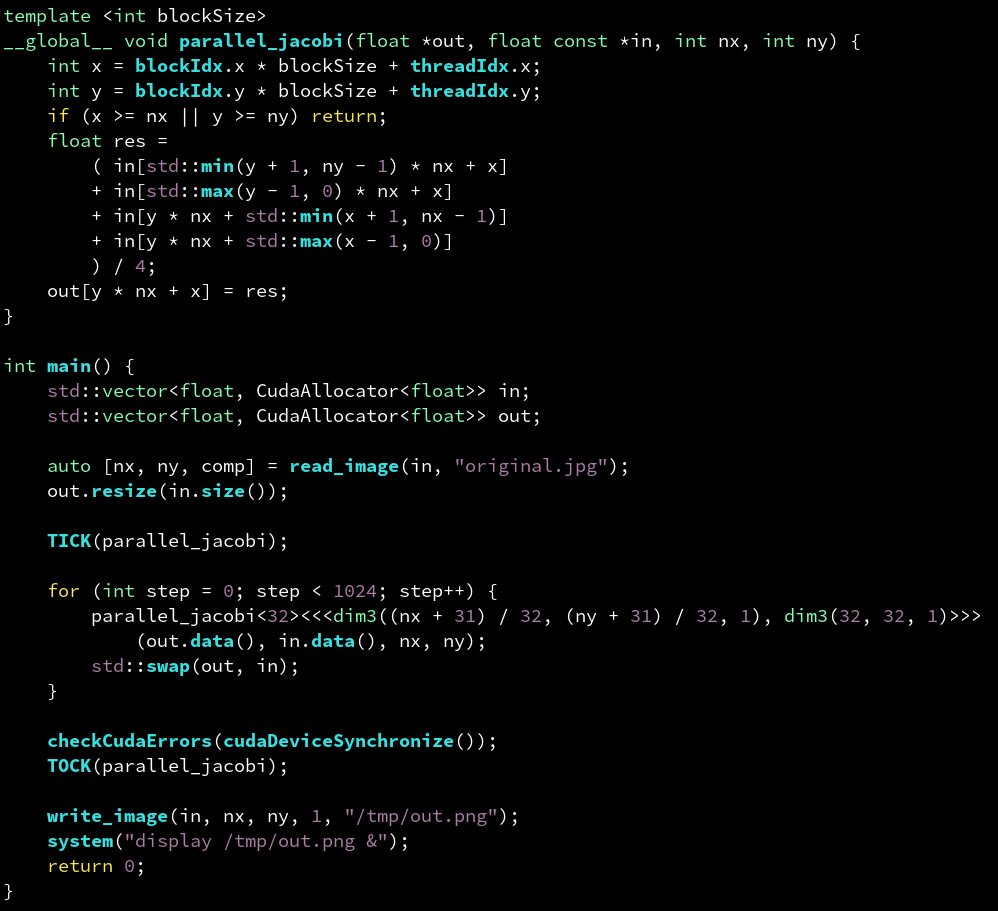 template <int blockSize>
__global__ void parallel_jacobi(float *out, float const *in, int nx, int ny) {
    int x = blockIdx.x * blockSize + threadIdx.x;
    int y = blockIdx.y * blockSize + threadIdx.y;
    if (x >= nx || y >= ny) return;
    float res =
        ( in[std::min(y + 1, ny - 1) * nx + x]
        + in[std::max(y - 1, 0) * nx + x]
        + in[y * nx + std::min(x + 1, nx - 1)]
        + in[y * nx + std::max(x - 1, 0)]
        ) / 4;
    out[y * nx + x] = res;
}

int main() {
    std::vector<float, CudaAllocator<float>> in;
    std::vector<float, CudaAllocator<float>> out;

    auto [nx, ny, comp] = read_image(in, "original.jpg");
    out.resize(in.size());

    TICK(parallel_jacobi);

    for (int step = 0; step < 1024; step++) {
        parallel_jacobi<32><<<dim3((nx + 31) / 32, (ny + 31) / 32, 1), dim3(32, 32, 1)>>>
            (out.data(), in.data(), nx, ny);
        std::swap(out, in);
    }

    checkCudaErrors(cudaDeviceSynchronize());
    TOCK(parallel_jacobi);

    write_image(in, nx, ny, 1, "/tmp/out.png");
    system("display /tmp/out.png &");
    return 0;
}